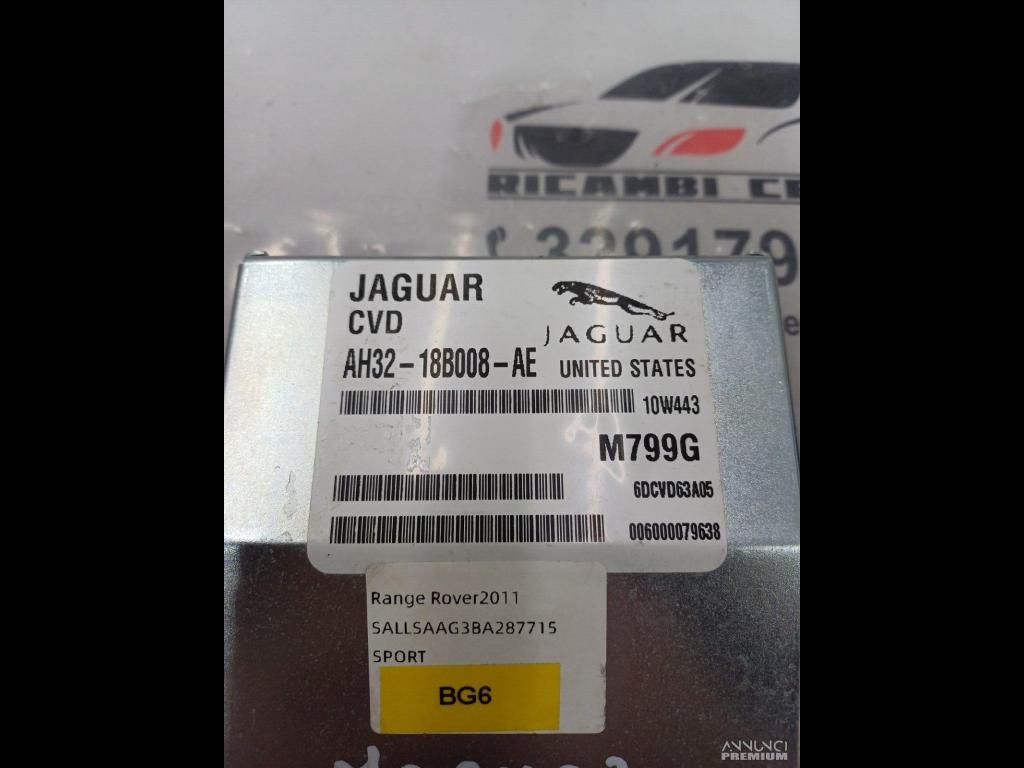 RICAMBI
JAGUAR
CVD
JAGUAR
AH32-18B008-AE
UNITED STATES
10W443
M799G
6DCVD63A05
006000079638
Range Rover2011
SALLSAAG3BA287715
SPORT
BG6
ANNUNCI
PREMIUM